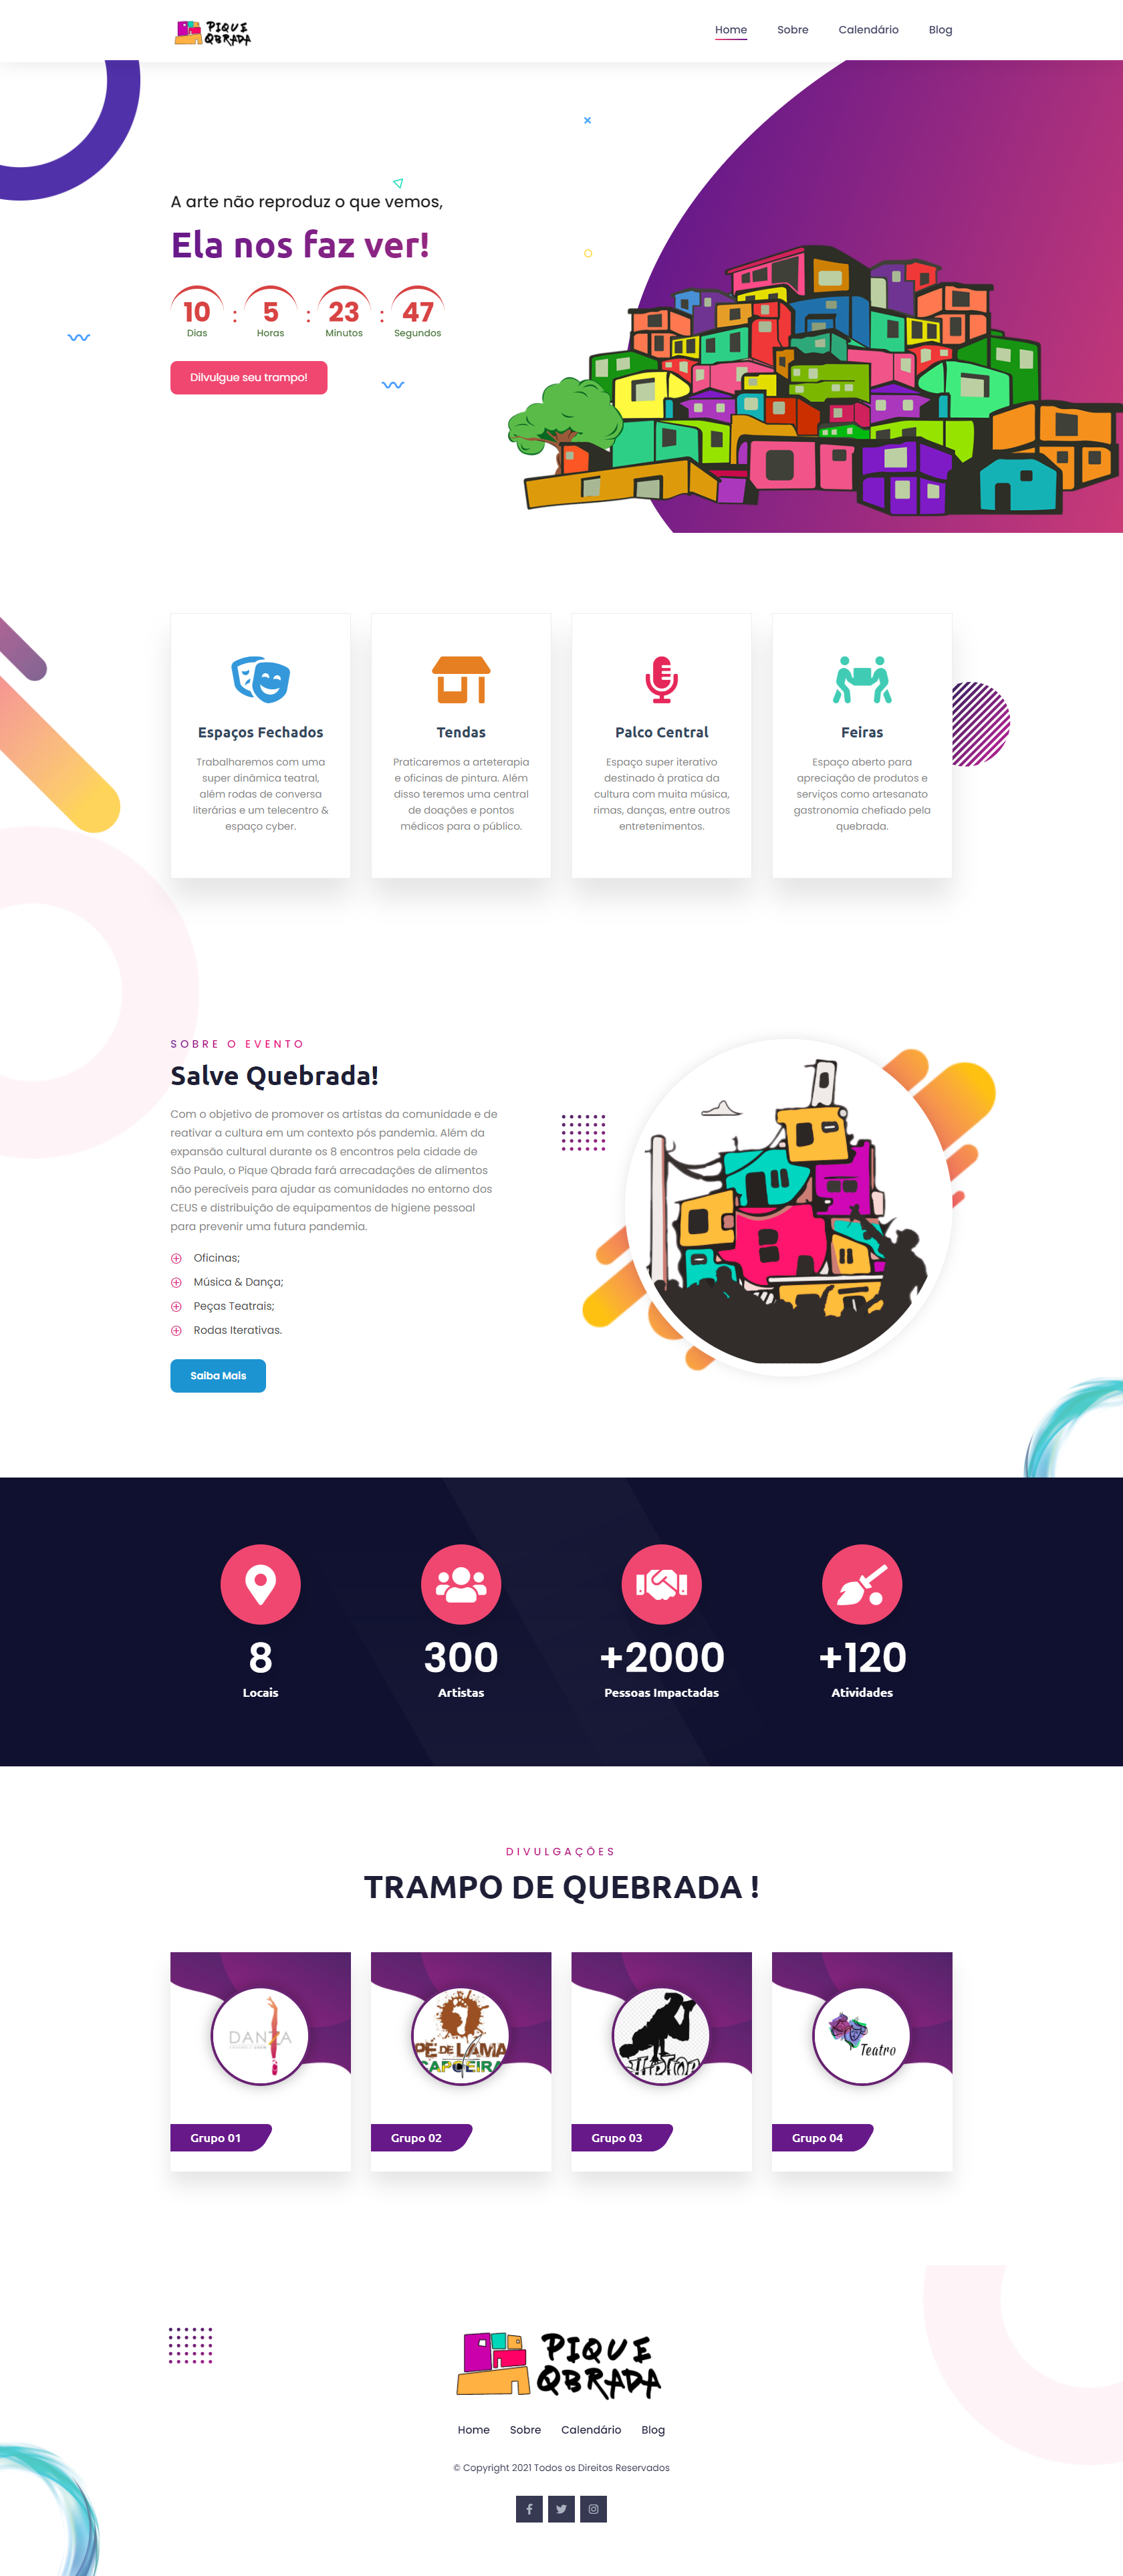 PIQUE
QBRADA
Home Sobre Calendário Blog
A arte não reproduz o que vemos,
Ela nos faz ver!
10 : 5 : 23 : 47
Dias Horas Minutos Segundos
Dilvulgue seu trampo!
Espaços Fechados
Trabalharemos com uma
super dinâmica teatral,
além rodas de conversa
literárias e um telecentro &
espaço cyber.
Tendas
Praticaremos a arteterapia
e oficinas de pintura. Além
disso teremos uma central
de doações e pontos
médicos para o público.
Palco Central
Espaço super iterativo
destinado à pratica da
cultura com muita música,
rimas, danças, entre outros
entretenimentos.
Feiras
Espaço aberto para
apreciação de produtos e
serviços como artesanato
gastronomia chefiado pela
quebrada.
SOBRE O EVENTO
Salve Quebrada!
Com o objetivo de promover os artistas da comunidade e de
reativar a cultura em um contexto pós pandemia. Além da
expansão cultural durante os 8 encontros pela cidade de
São Paulo, o Pique Qbrada fará arrecadações de alimentos
não perecíveis para ajudar as comunidades no entorno dos
CEUS e distribuição de equipamentos de higiene pessoal
para prevenir uma futura pandemia.
Oficinas;
Música & Dança;
Peças Teatrais;
Rodas Iterativas.
Saiba Mais
8
Locais
300
Artistas
+2000
Pessoas Impactadas
+120
Atividades
DIVULGAÇÕES
TRAMPO DE QUEBRADA !
DANZA
Grupo 01
PÉ DE LAMA
CAPOEIRA
Grupo 02
Grupo 03
Teatro
Grupo 04
PIQUE
QBRADA
Home Sobre Calendário Blog
© Copyright 2021 Todos os Direitos Reservados